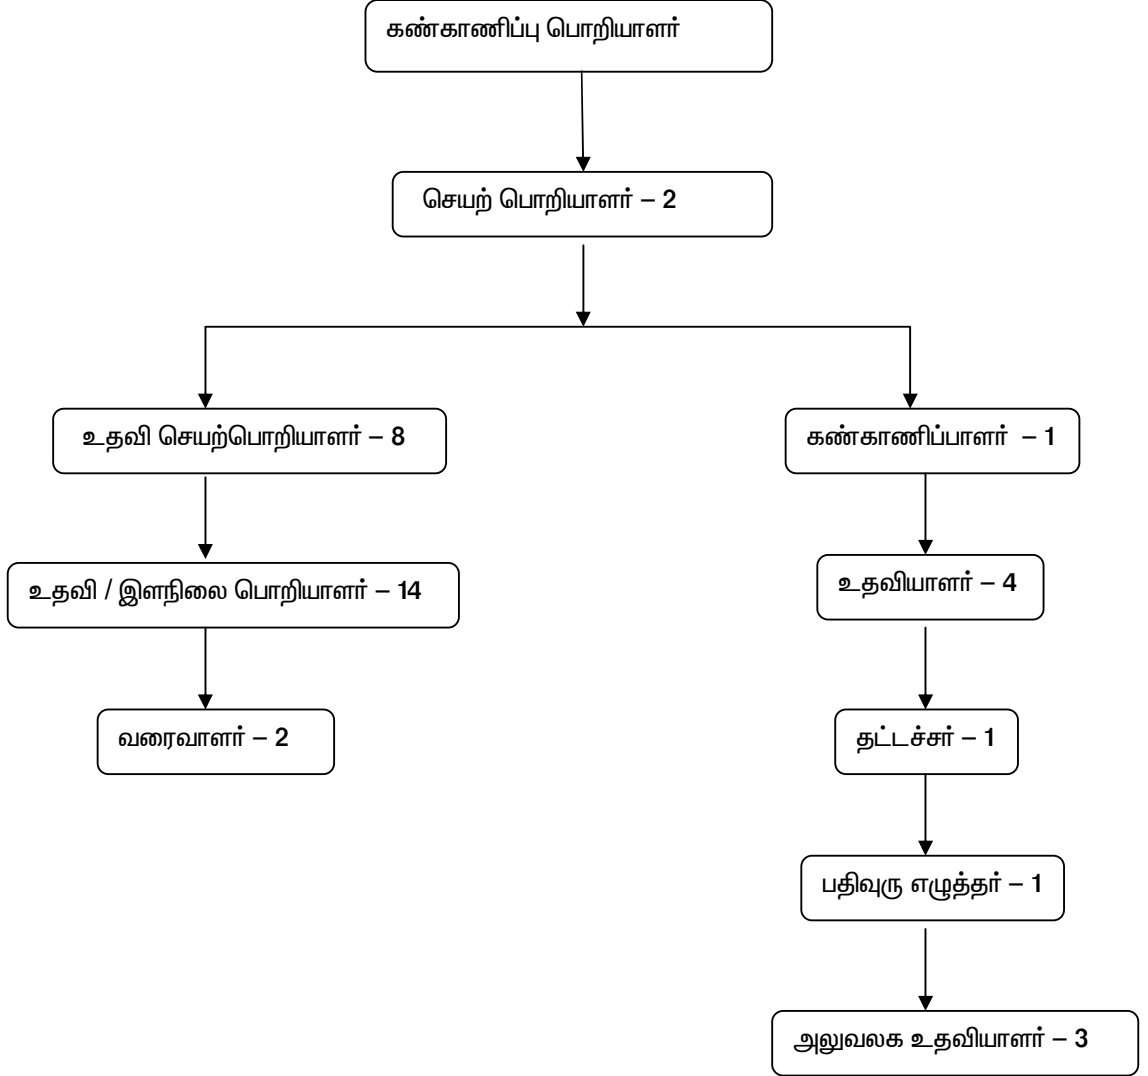 கண்காணிப்பு பொறியாளர்
செயற் பொறியாளர் – 2
உதவி செயற்பொறியாளர் – 8
கண்காணிப்பாளர் – 1
உதவி / இளநிலை பொறியாளர் – 14
உதவியாளர் – 4
வரைவாளர் – 2
தட்டச்சர் – 1
பதிவுரு எழுத்தர் – 1
அலுவலக உதவியாளர் – 3